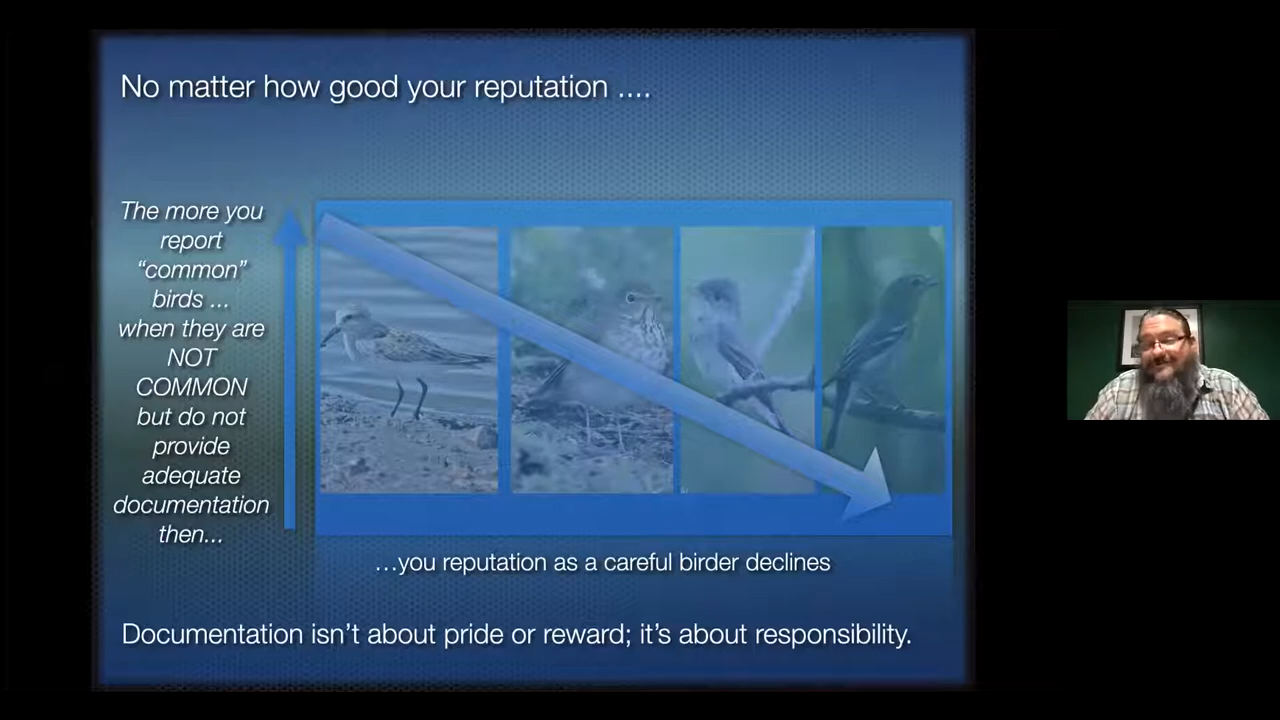 No matter how good your reputation ....
The more you
report
“common”
birds ...
when they are
NOT
COMMON
but do not
provide
adequate
documentation
then...
...you reputation as a careful birder declines
Documentation isn’t about pride or reward; it’s about responsibility.